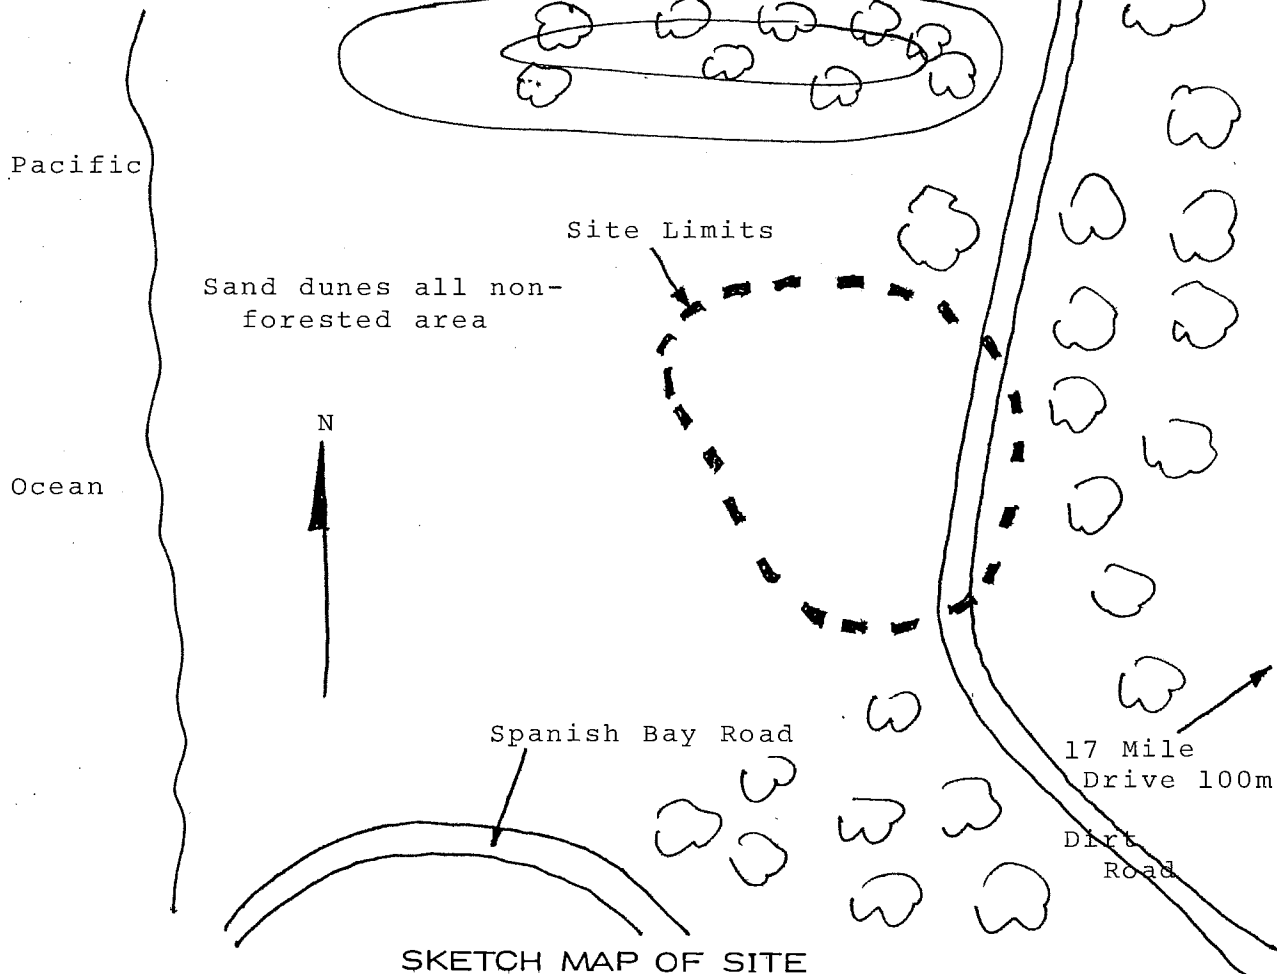 Pacific
Site Limits
Sand dunes all non-
forested area
N
Ocean
Spanish Bay Road
17 Mile
Drive 100m
Dirt
Road
SKETCH MAP OF SITE